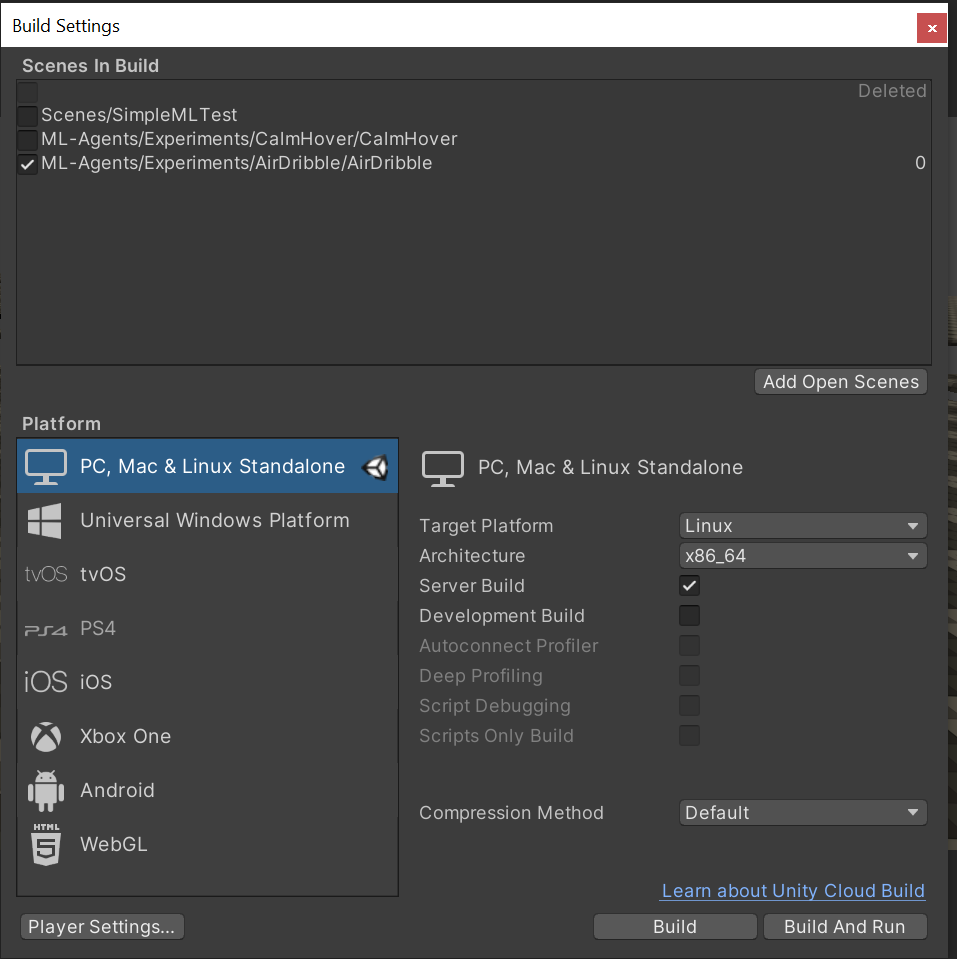 Build Settings
x
Scenes In Build
Deleted
Scenes/SimpleMLTest
ML-Agents/Experiments/CalmHover/CalmHover
ML-Agents/Experiments/AirDribble/AirDribble 0
Add Open Scenes
Platform
PC, Mac & Linux Standalone
Universal Windows Platform
tvOS tvOS
PS4 PS4
iOS iOS
Xbox One
Android
HTML
5 WebGL
PC, Mac & Linux Standalone
Target Platform Linux
Architecture x86_64
Server Build
Development Build
Autoconnect Profiler
Deep Profiling
Script Debugging
Scripts Only Build
Compression Method Default
Learn about Unity Cloud Build
Player Settings... Build Build And Run